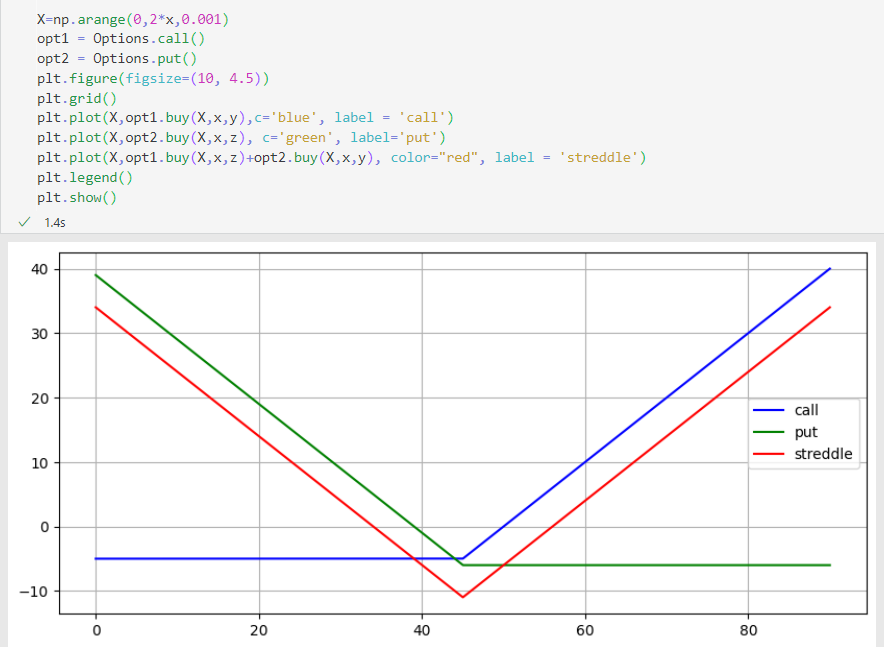 X=np.arange(0,2*x,0.001)
opt1 = Options.call()
opt2 = Options.put()
plt.figure(figsize=(10, 4.5))
plt.grid()
plt.plot(X,opt1.buy(X,x,y),c='blue', label = 'call')
plt.plot(X,opt2.buy(X,x,z), c='green', label='put')
plt.plot(X,opt1.buy(X,x,z)+opt2.buy(X,x,y), color="red", label = 'streddle')
plt.legend()
plt.show()
1.4s
40
30
20
10
0
−10
call
put
streddle
0 20 40 60 80